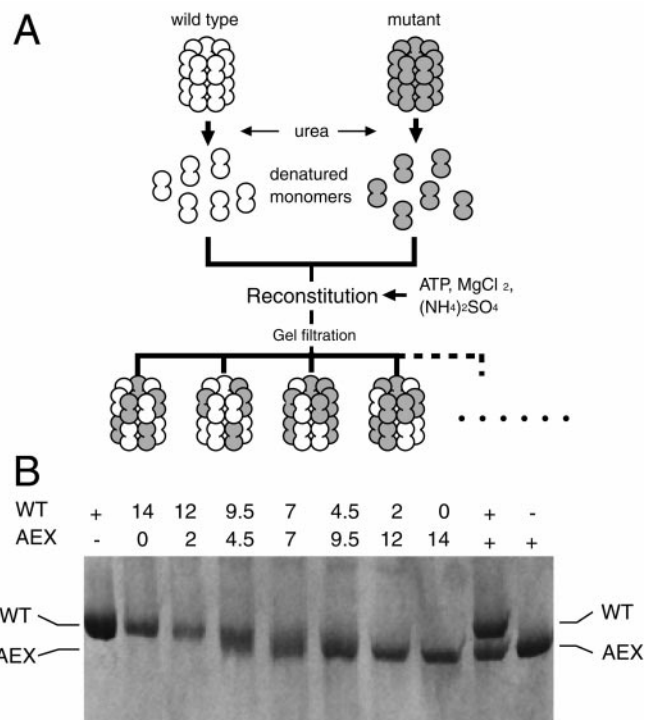 A
wild type
mutant
urea
denatured
monomers
Reconstitution
ATP, MgCl 2,
(NH4)2SO4
Gel filtration
B
WT + 14 12 9.5 7 4.5 2 0 + -
AEX - 0 2 4.5 7 9.5 12 14 + +
WT
WT
AEX
AEX